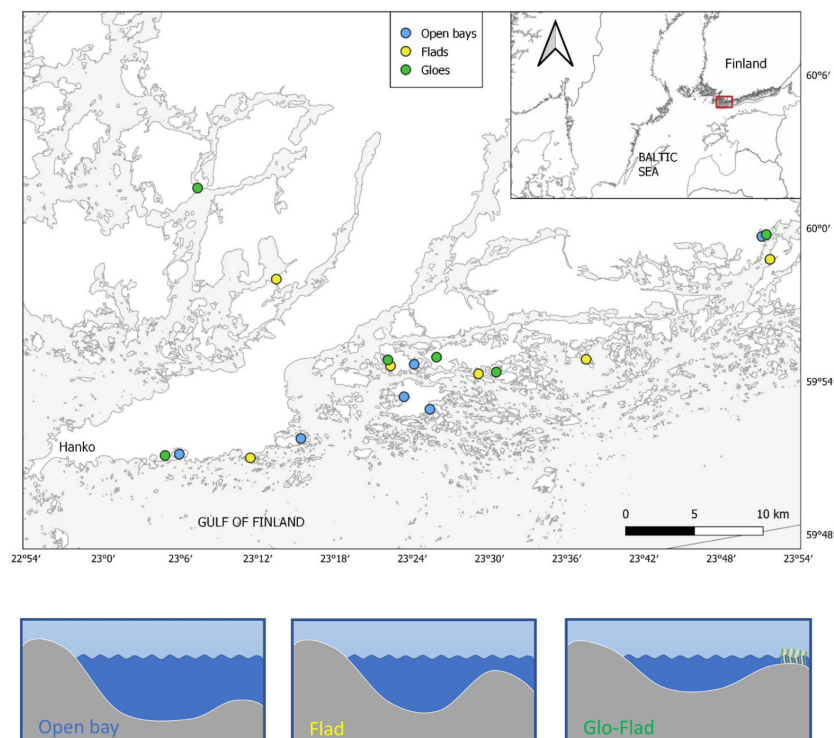 Open bays
Flads
Gloes
Finland
BALTIC
SEA
60°6'
60°0'
59°54'
59°48'
Hanko
GULF OF FINLAND
0 5 10 km
22°54' 23°0' 23°6' 23°12' 23°18' 23°24' 23°30' 23°36' 23°42' 23°48' 23°54'
Open bay Flad Glo-Flad